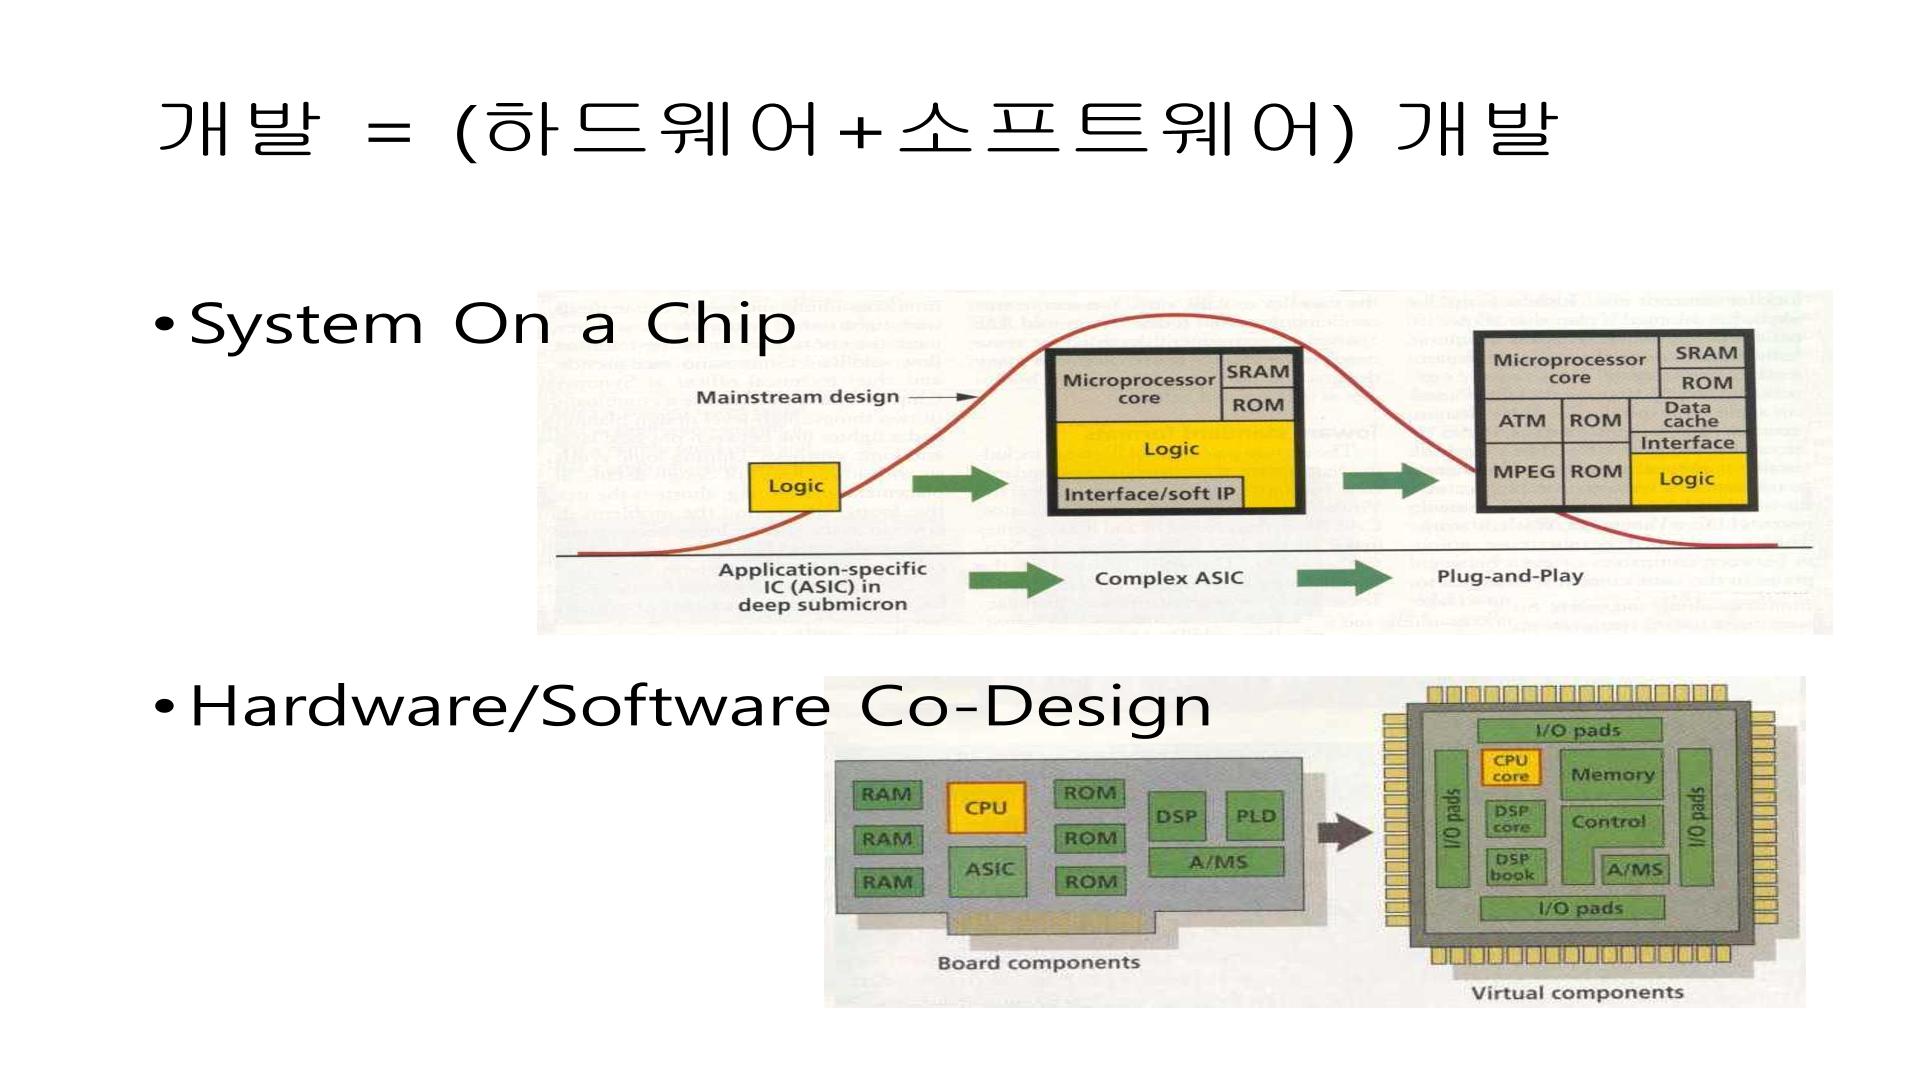 개발 = (하드웨어+소프트웨어) 개발
• System On a Chip
Mainstream design
Logic
Microprocessor
core
SRAM
ROM
Logic
Interface/soft IP
Microprocessor
core
SRAM
ROM
ATM
ROM
Data
cache
Interface
MPEG
ROM
Logic
Application-specific
IC (ASIC) in
deep submicron
Complex ASIC
Plug-and-Play
• Hardware/Software Co-Design
RAM
CPU
ROM
RAM
ASIC
ROM
RAM
ROM
DSP
PLD
A/MS
Board components
I/O pads
I/O pads
CPU
core
Memory
DSP
core
Control
DSP
book
A/MS
I/O pads
I/O pads
Virtual components